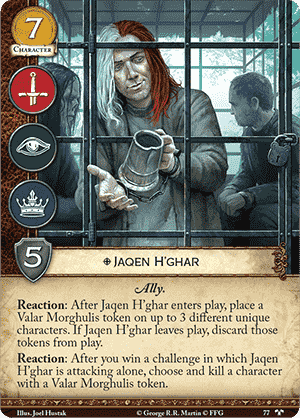 7
CHARACTER
5
JAQEN H'GHAR
Ally.
Reaction: After Jaqen H'ghar enters play, place a
Valar Morghulis token on up to 3 different unique
characters. If Jaqen H'ghar leaves play, discard those
tokens from play.
Reaction: After you win a challenge in which Jaqen
H'ghar is attacking alone, choose and kill a character
with a Valar Morghulis token.
Illus. Joel Hustak © George R.R. Martin © FFG 77